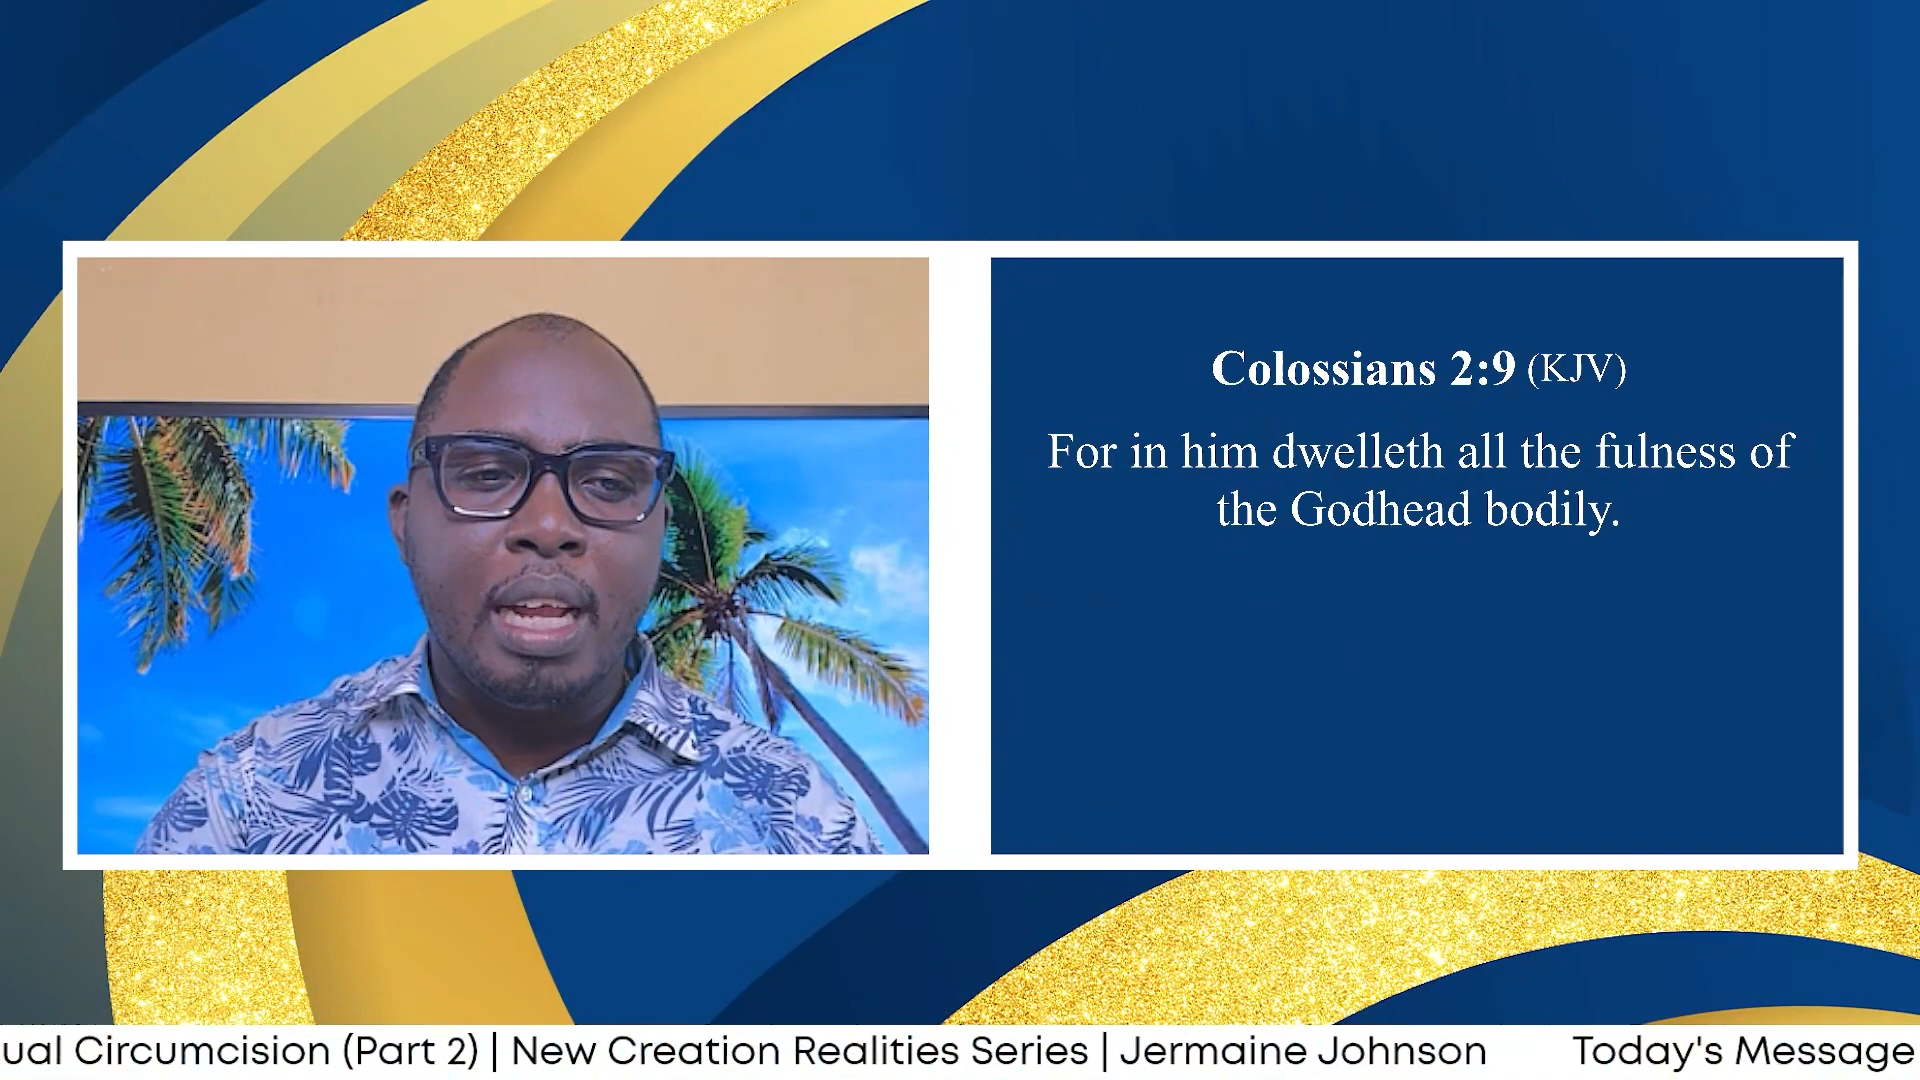 Colossians 2:9 (KJV)
For in him dwelleth all the fulness of
the Godhead bodily.
ual Circumcision (Part 2) | New Creation Realities Series | Jermaine Johnson Today's Message